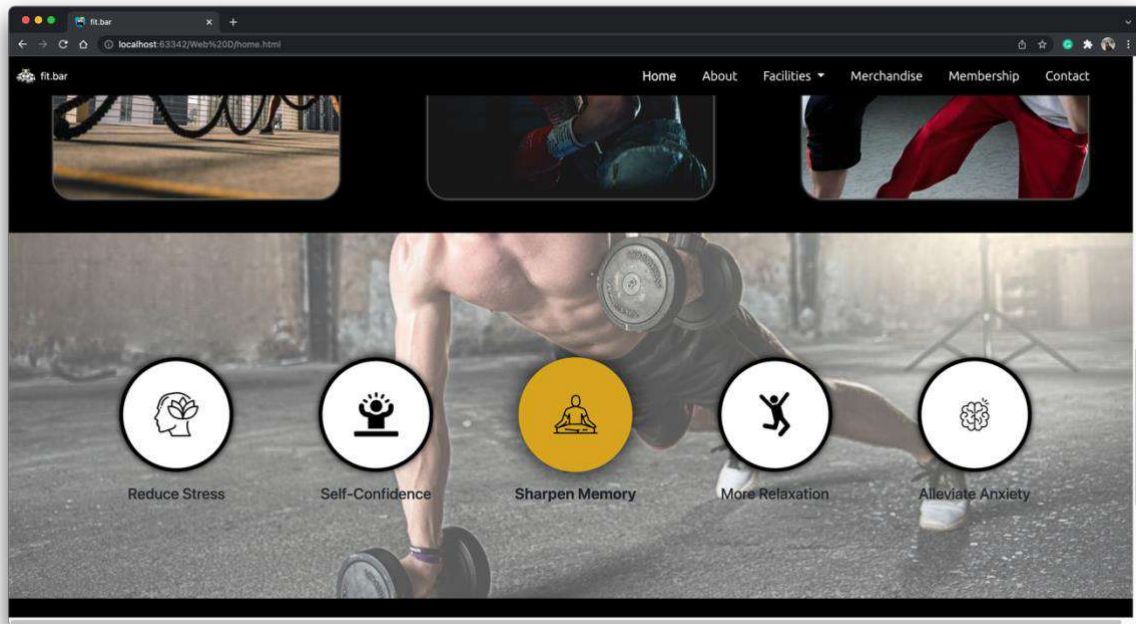 fit.bar
localhost:63342/Web%20D/home.html
fit.bar Home About Facilities Merchandise Membership Contact
Reduce Stress Self-Confidence Sharpen Memory More Relaxation Alleviate Anxiety